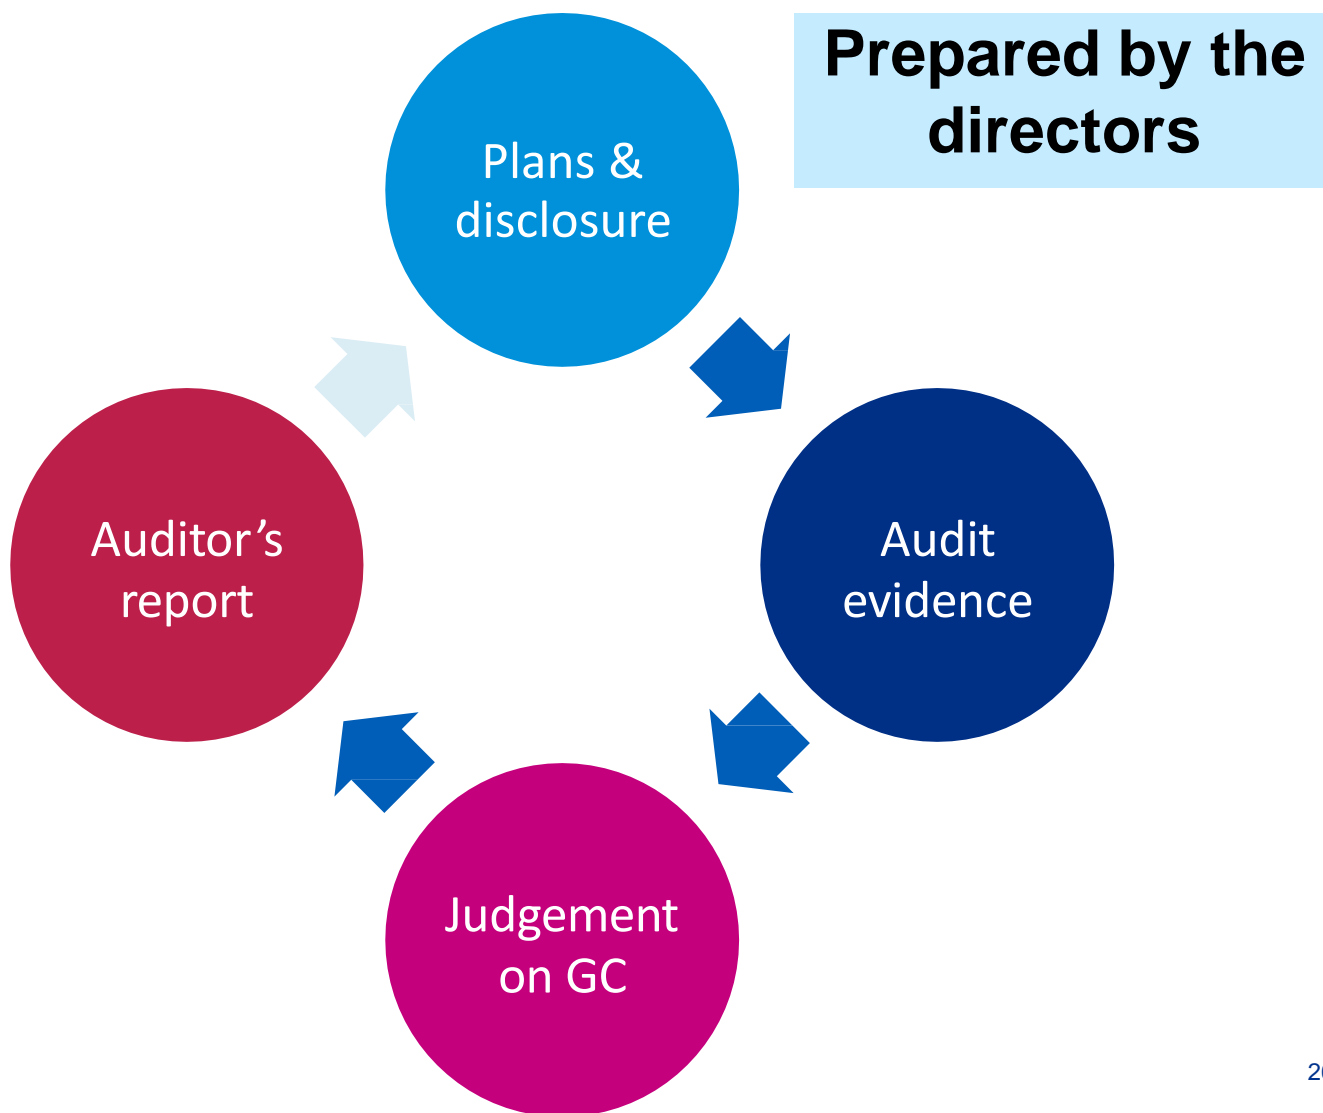 Prepared by the
directors
Plans &
disclosure
Audit
evidence
Judgement
on GC
Auditor’s
report